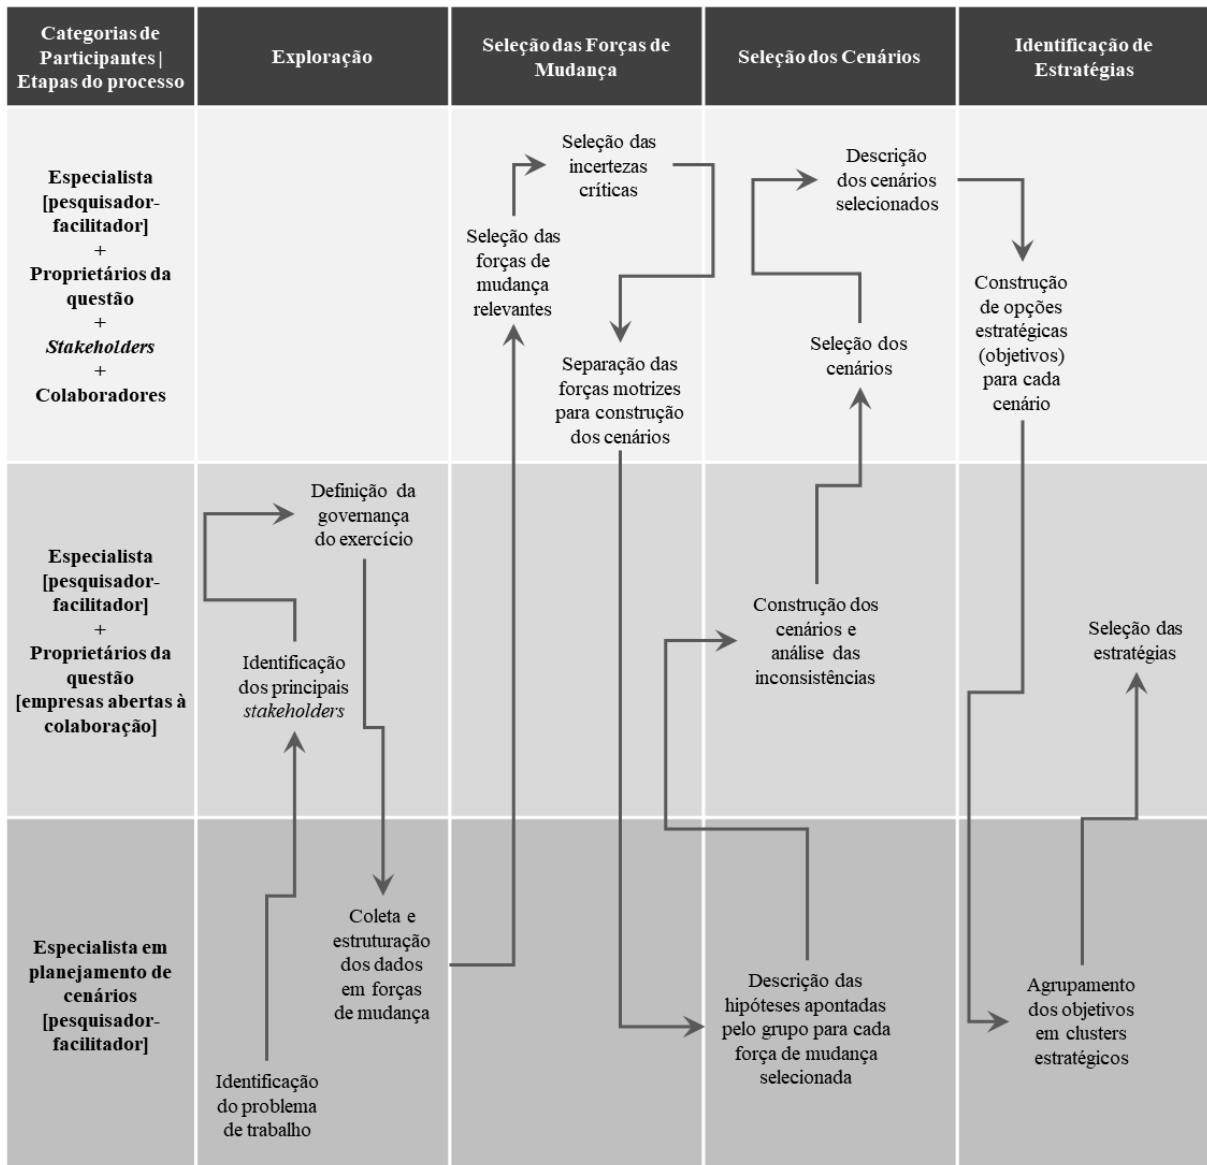 Categorias de
Participantes |
Etapas do processo
Exploração
Seleção das Forças de
Mudança
Seleção dos Cenários
Identificação de
Estratégias
Especialista
[pesquisador-
facilitador]
+
Proprietários da
questão
+
Stakeholders
+
Colaboradores
Seleção das
incertezas
críticas
Seleção das
forças de
mudança
relevantes
Separação das
forças motrizes
para construção
dos cenários
Descrição
dos cenários
selecionados
Seleção dos
cenários
Construção
de opções
estratégicas
(objetivos)
para cada
cenário
Especialista
[pesquisador-
facilitador]
+
Proprietários da
questão
[empresas abertas à
colaboração]
Definição da
governança
do exercício
Identificação
dos principais
stakeholders
Construção dos
cenários e
análise das
inconsistências
Seleção das
estratégias
Especialista em
planejamento de
cenários
[pesquisador-
facilitador]
Coleta e
estruturação
dos dados
em forças
de mudança
Identificação
do problema
de trabalho
Descrição das
hipóteses apontadas
pelo grupo para cada
força de mudança
selecionada
Agrupamento
dos objetivos
em clusters
estratégicos